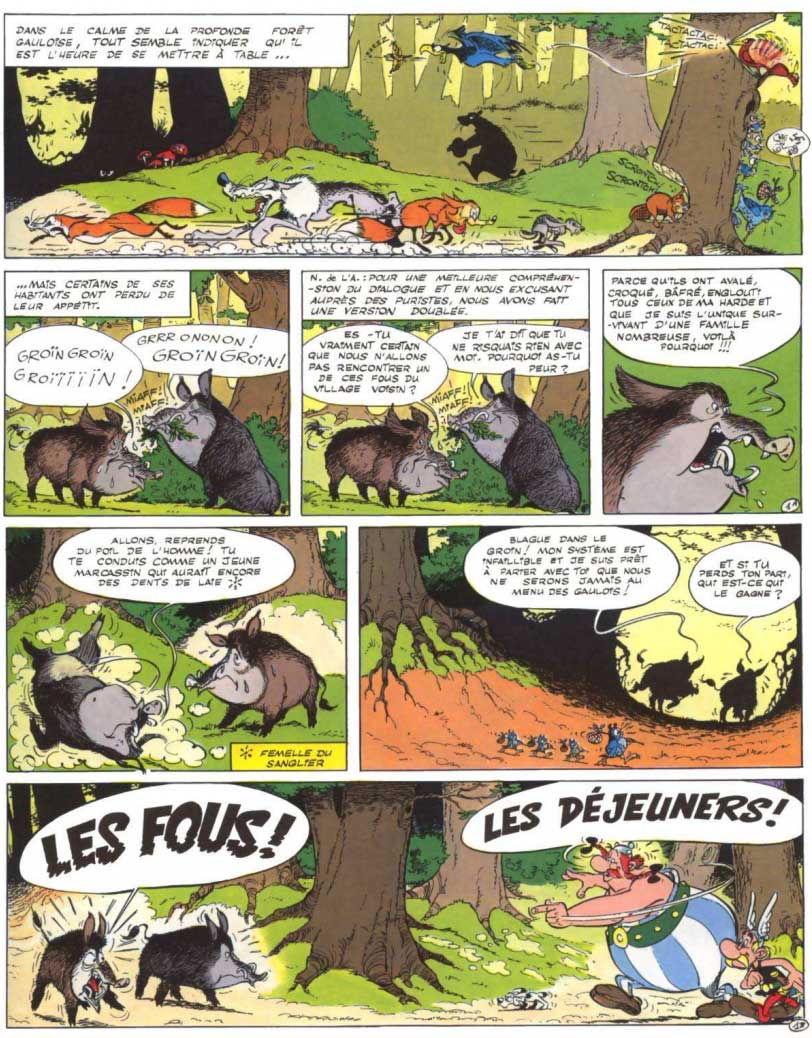 DANS LE CALME DE LA PROFONDE FORÊT
GAULOISE, TOUT SEMBLE INDIQUER QU'IL
EST L'HEURE DE SE METTRE À TABLE ...
TACTACTAC!
TACTACTAC!
SCRONTCH
SCRONTCH!
...MAIS CERTAINS DE SES
HABITANTS ONT PERDU DE
LEUR APPÉTIT.
GROÏN GROÏN
GROÏÏÏÏÏN !
GRRR ONONON !
GROÏN GROÏN!
MIAFF!
MIAFF!
N. de L'A. : POUR UNE MEILLEURE COMPRÉHEN-
-SION DU DIALOGUE ET EN NOUS EXCUSANT
AUPRÈS DES PURISTES, NOUS AVONS FAIT
UNE VERSION DOUBLÉE.
ES -TU
VRAIMENT CERTAIN
QUE NOUS N'ALLONS
PAS RENCONTRER UN
DE CES FOUS DU
VILLAGE VOISIN ?
JE T'AI DIT QUE TU
NE RISQUAIS RIEN AVEC
MOI. POURQUOI AS-TU
PEUR ?
MIAFF!
MIAFF!
PARCE QU'ILS ONT AVALÉ,
CROQUÉ, BÂFRÉ, ENGLOUTI
TOUS CEUX DE MA HARDE ET
QUE JE SUIS L'UNIQUE SUR-
-VIVANT D'UNE FAMILLE
NOMBREUSE, VOILÀ
POURQUOI !!!
1A
ALLONS, REPRENDS
DU POIL DE L'HOMME ! TU
TE CONDUIS COMME UN JEUNE
MARCASSIN QUI AURAIT ENCORE
DES DENTS DE LAIE *
* FEMELLE DU
SANGLIER
BLAGUE DANS LE
GROIN ! MON SYSTÈME EST
INFAILLIBLE ET JE SUIS PRÊT
À PARIER AVEC TOI QUE NOUS
NE SERONS JAMAIS AU
MENU DES GAULOIS !
ET SI TU
PERDS TON PARI,
QUI EST-CE QUI
LE GAGNE ?
LES FOUS!
LES DÉJEUNERS!
1B